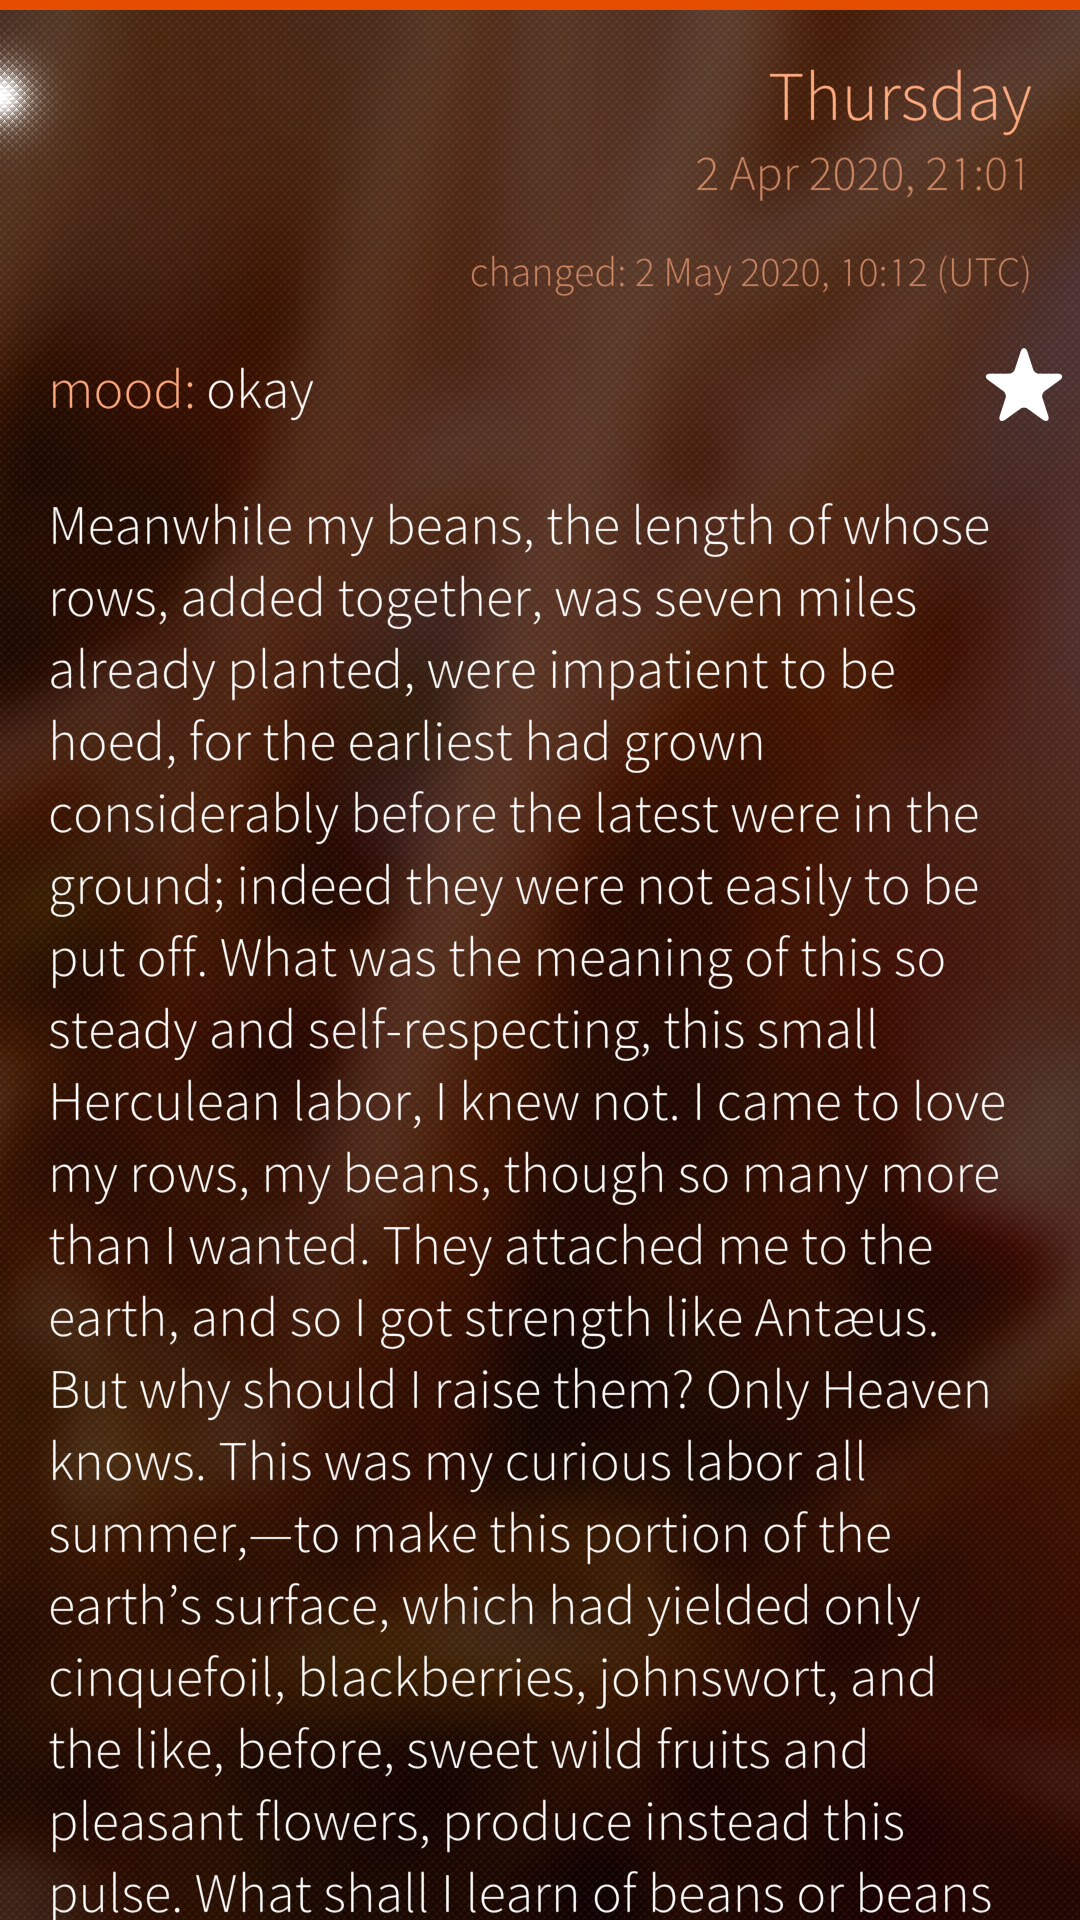 Thursday
2 Apr 2020, 21:01
changed: 2 May 2020, 10:12 (UTC)
mood: okay
Meanwhile my beans, the length of whose
rows, added together, was seven miles
already planted, were impatient to be
hoed, for the earliest had grown
considerably before the latest were in the
ground; indeed they were not easily to be
put off. What was the meaning of this so
steady and self-respecting, this small
Herculean labor, I knew not. I came to love
my rows, my beans, though so many more
than I wanted. They attached me to the
earth, and so I got strength like Antæus.
But why should I raise them? Only Heaven
knows. This was my curious labor all
summer,—to make this portion of the
earth’s surface, which had yielded only
cinquefoil, blackberries, johnswort, and
the like, before, sweet wild fruits and
pleasant flowers, produce instead this
pulse. What shall I learn of beans or beans